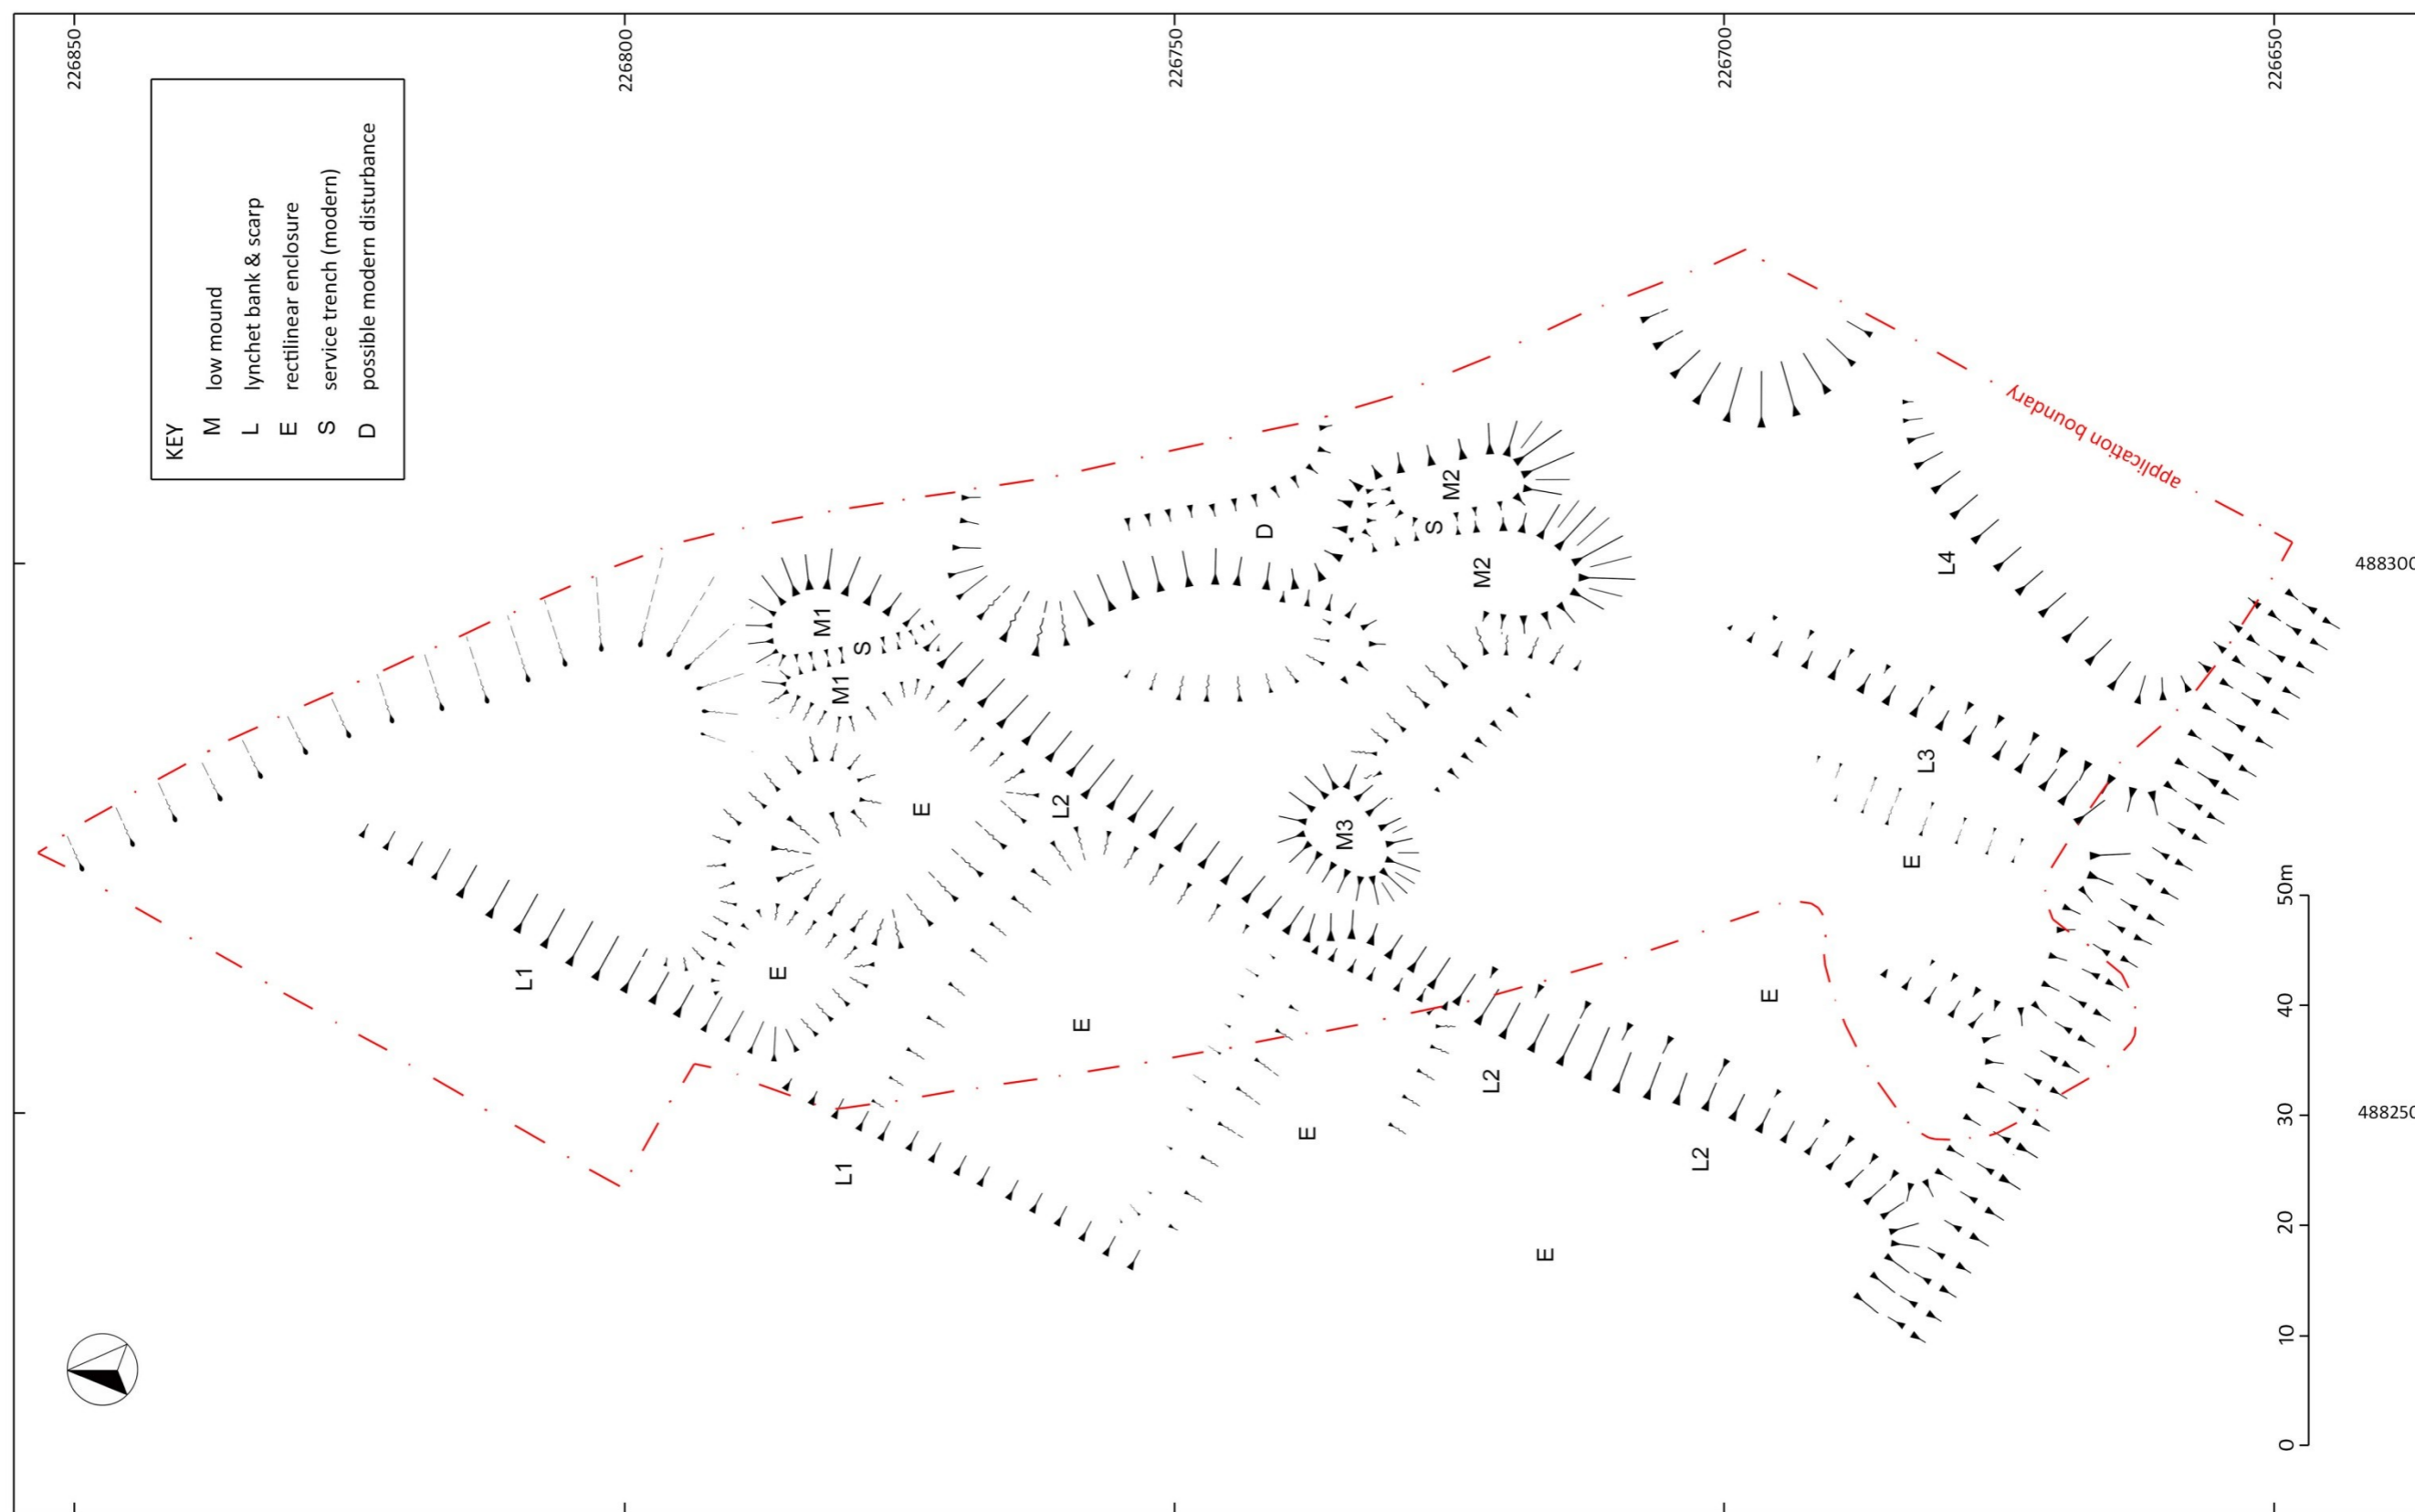 226850
226800
226750
226700
226650
KEY
M low mound
L lynchet bank & scarp
E rectilinear enclosure
S service trench (modern)
D possible modern disturbance
application boundary
488300
488250
M1
S
M1
D
M2
S
M2
L4
L1
E
E
L2
M3
L3
E
E
L1
E
L2
E
L2
E
0
10
20
30
40
50m